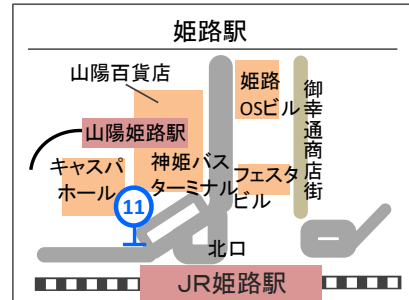 姫路駅
山陽百貨店
姫路
OSビル
御幸通商店街
山陽姫路駅
キャスパ
ホール
神姫バス
ターミナル
フェスタ
ビル
11
北口
JR姫路駅